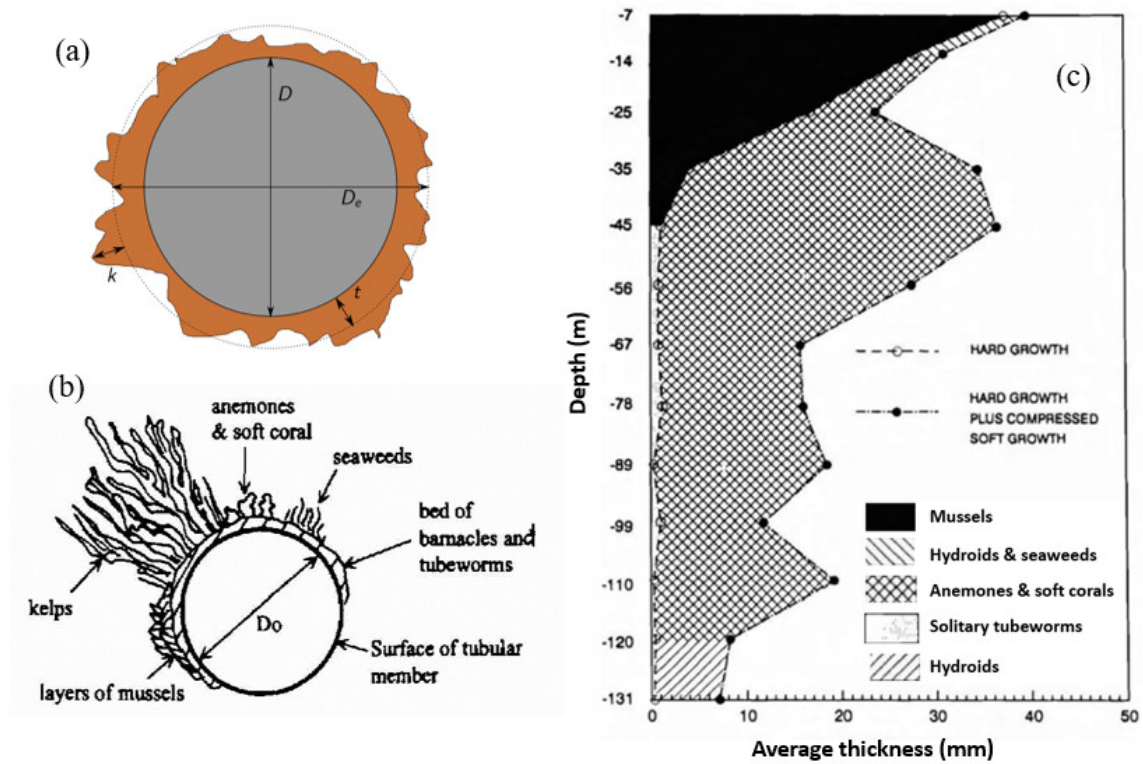 (a)
D
De
k
t
(b)
anemones
& soft coral
seaweeds
bed of
barnacles and
tubeworms
kelps
Do
Surface of tubular
member
layers of mussels
(c)
-7
-14
-25
-35
-45
-56
-67
-78
-89
-99
-110
-120
-131
Depth (m)
HARD GROWTH
HARD GROWTH
PLUS COMPRESSED
SOFT GROWTH
Mussels
Hydroids & seaweeds
Anemones & soft corals
Solitary tubeworms
Hydroids
0
10
20
30
40
50
Average thickness (mm)